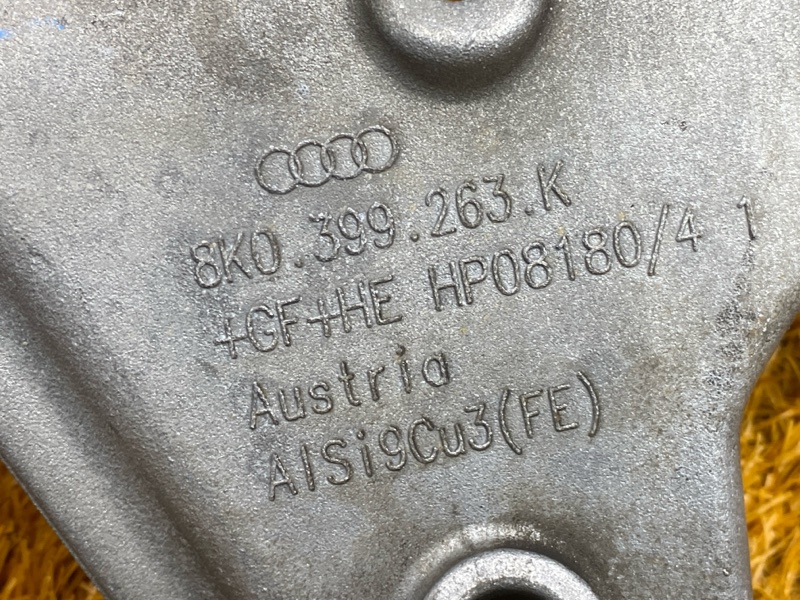 8K0.399.263.K
+GF+HE HP08180/4 1
Austria
AlSi9Cu3(FE)